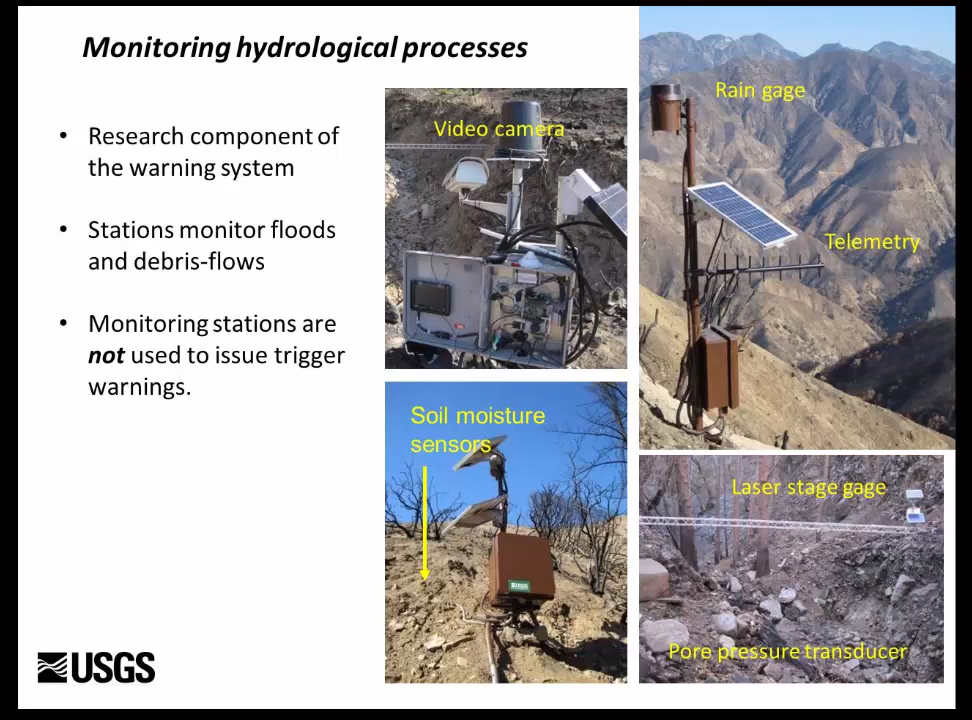 Monitoring hydrological processes
• Research component of
the warning system
• Stations monitor floods
and debris-flows
• Monitoring stations are
not used to issue trigger
warnings.
Video camera
Rain gage
Telemetry
Soil moisture
sensors
USGS
Laser stage gage
Pore pressure transducer
USGS